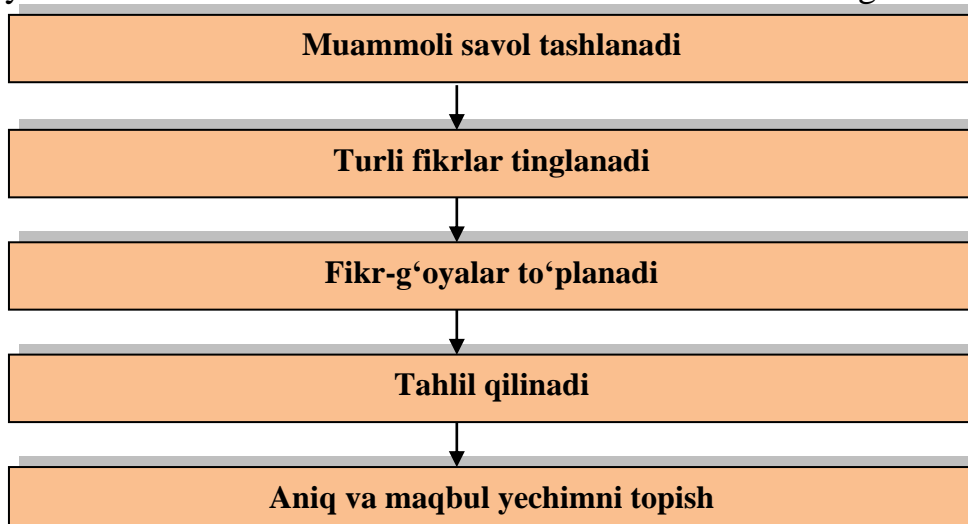 Muammoli savol tashlanadi
Turli fikrlar tinglanadi
Fikr-g‘oyalar to‘planadi
Tahlil qilinadi
Aniq va maqbul yechimni topish